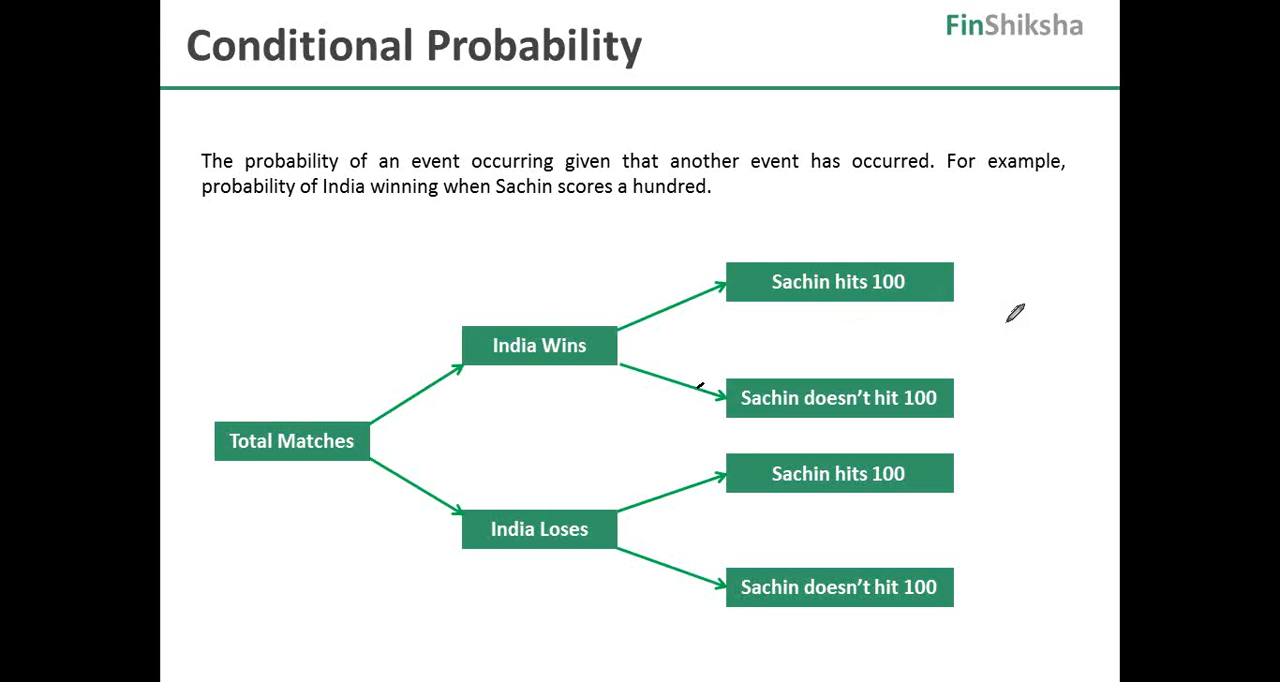 Conditional Probability
FinShiksha
The probability of an event occurring given that another event has occurred. For example,
probability of India winning when Sachin scores a hundred.
Sachin hits 100
India Wins
Sachin doesn’t hit 100
Total Matches
Sachin hits 100
India Loses
Sachin doesn’t hit 100